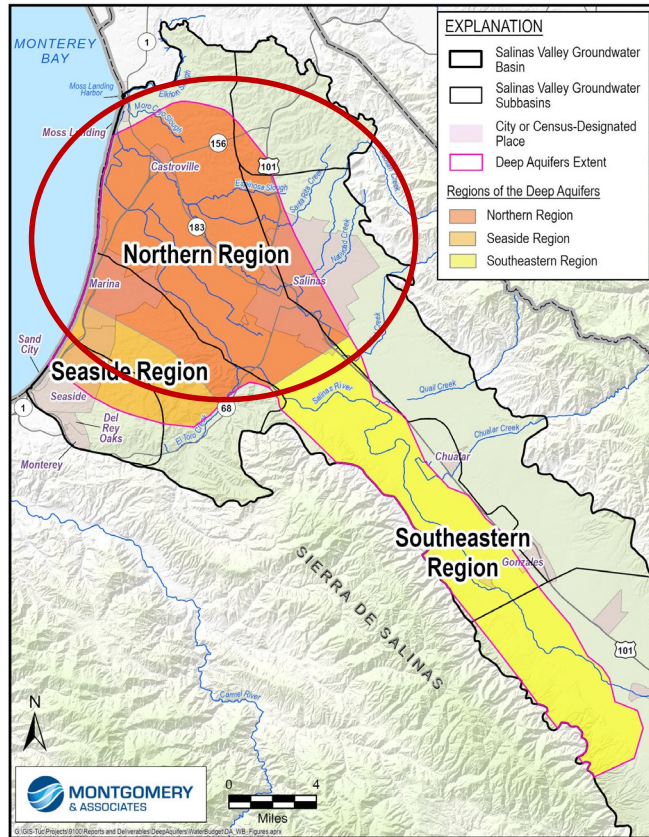 MONTEREY
BAY
1
Moss Landing
Harbor
Elkhorn Slough
Moro Cojo Slough
Moss Landing
156
Castroville
101
Espinosa Slough
Santa Rita Creek
Natividad Creek
183
Northern Region
Marina
Salinas
Sand
City
Seaside Region
Seaside
1
Del
Rey
Oaks
Monterey
68
El Toro Creek
Salinas River
Quail Creek
Chualar Creek
Chualar
Southeastern
Region
Gonzales
SIERRA DE SALINAS
101
Carmel River
N
MONTGOMERY
& ASSOCIATES
0 4
Miles
EXPLANATION
Salinas Valley Groundwater
Basin
Salinas Valley Groundwater
Subbasins
City or Census-Designated
Place
Deep Aquifers Extent
Regions of the Deep Aquifers
Northern Region
Seaside Region
Southeastern Region